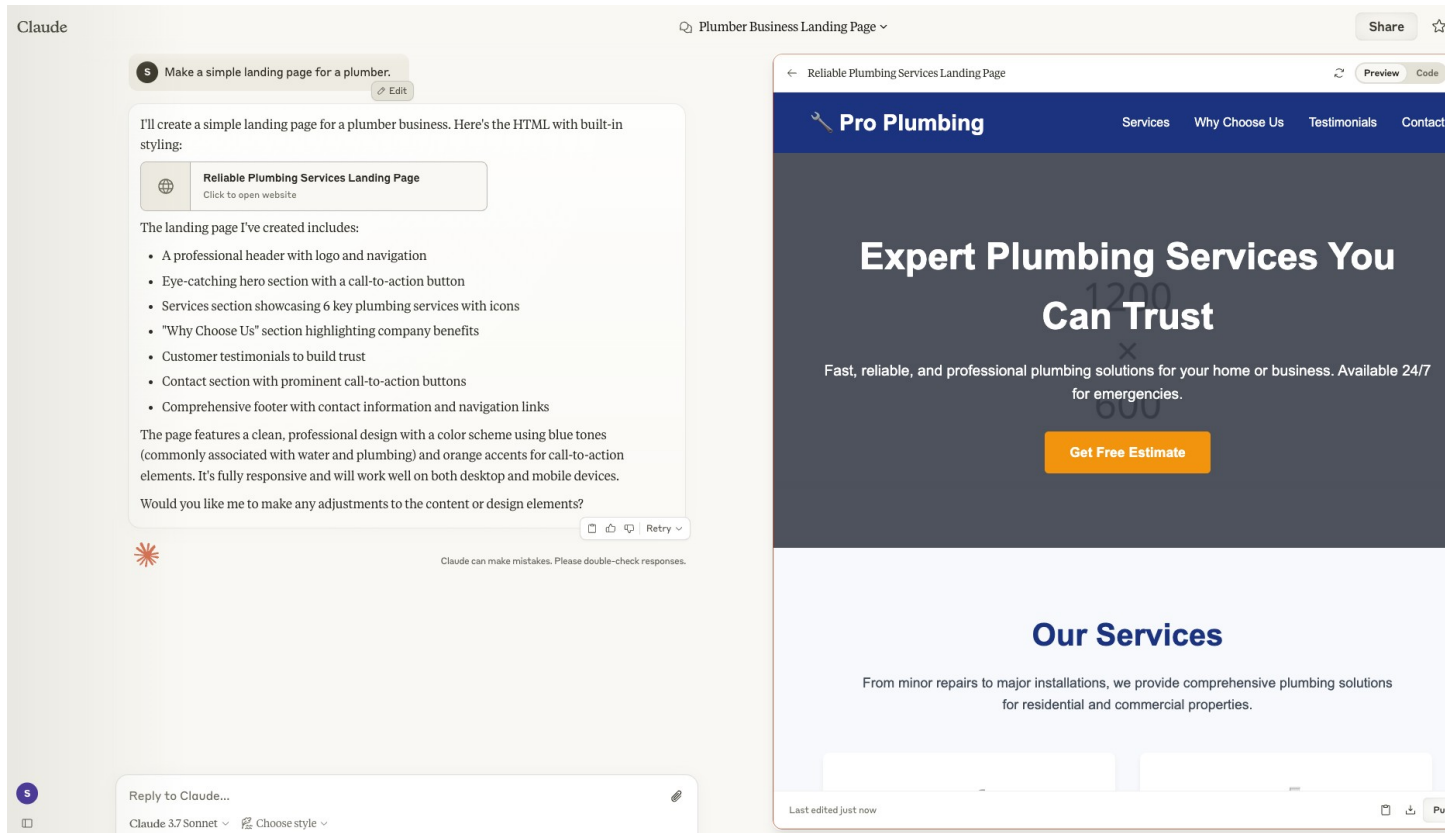 Claude
Plumber Business Landing Page
Share
S
Make a simple landing page for a plumber.
Edit
I'll create a simple landing page for a plumber business. Here's the HTML with built-in
styling:
Reliable Plumbing Services Landing Page
Click to open website
The landing page I've created includes:
• A professional header with logo and navigation
• Eye-catching hero section with a call-to-action button
• Services section showcasing 6 key plumbing services with icons
• "Why Choose Us" section highlighting company benefits
• Customer testimonials to build trust
• Contact section with prominent call-to-action buttons
• Comprehensive footer with contact information and navigation links
The page features a clean, professional design with a color scheme using blue tones
(commonly associated with water and plumbing) and orange accents for call-to-action
elements. It's fully responsive and will work well on both desktop and mobile devices.
Would you like me to make any adjustments to the content or design elements?
Retry
Claude can make mistakes. Please double-check responses.
S
Reply to Claude...
Claude 3.7 Sonnet
Choose style
Reliable Plumbing Services Landing Page
Preview
Code
Pro Plumbing
Services
Why Choose Us
Testimonials
Contact
Expert Plumbing Services You
Can Trust
1200
×
600
Fast, reliable, and professional plumbing solutions for your home or business. Available 24/7
for emergencies.
Get Free Estimate
Our Services
From minor repairs to major installations, we provide comprehensive plumbing solutions
for residential and commercial properties.
Last edited just now
Pu